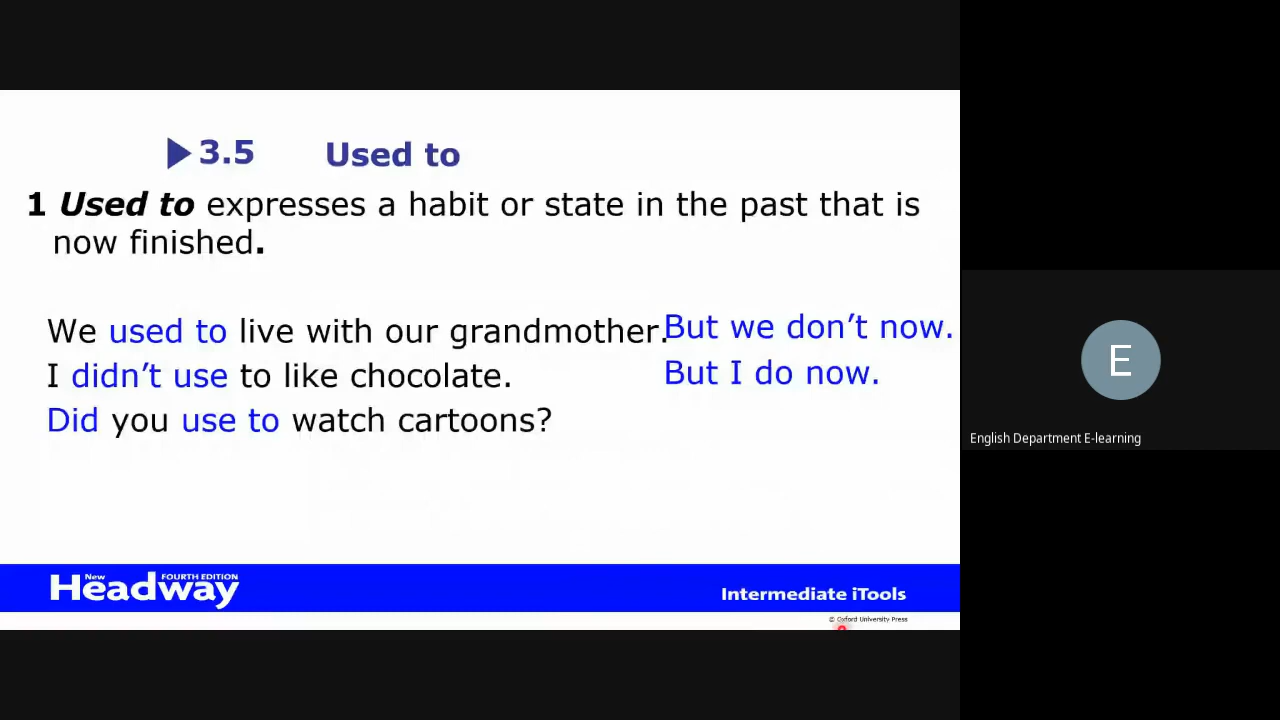 ▶3.5 Used to
1 Used to expresses a habit or state in the past that is
now finished.
We used to live with our grandmother. But we don’t now.
I didn’t use to like chocolate. But I do now.
Did you use to watch cartoons?
E
English Department E-learning
New Headway FOURTH EDITION
Intermediate iTools
© Oxford University Press